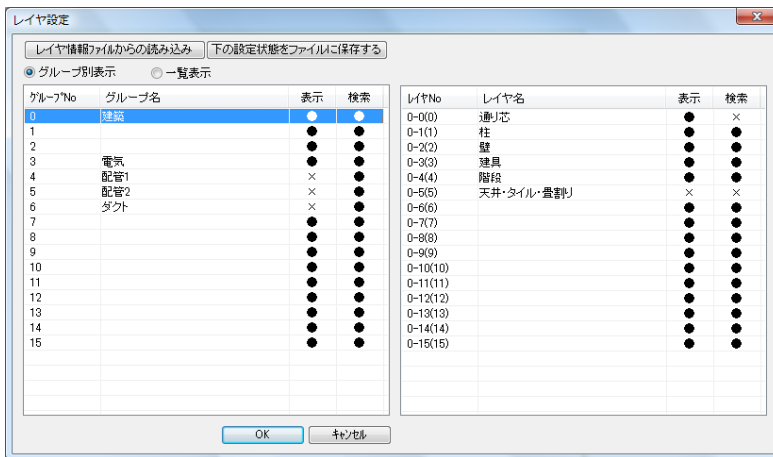 レイヤ設定
レイヤ情報ファイルからの読み込み 下の設定状態をファイルに保存する
グループ別表示 一覧表示
グループNo グループ名 表示 検索
0 建築 ● ●
1 ● ●
2 ● ●
3 電気 ● ●
4 配管1 × ●
5 配管2 × ●
6 ダクト × ●
7 ● ●
8 ● ●
9 ● ●
10 ● ●
11 ● ●
12 ● ●
13 ● ●
14 ● ●
15 ● ●
レイヤNo レイヤ名 表示 検索
0-0(0) 通り芯 ● ×
0-1(1) 柱 ● ●
0-2(2) 壁 ● ●
0-3(3) 建具 ● ●
0-4(4) 階段 ● ●
0-5(5) 天井・タイル・畳割り × ×
0-6(6) ● ●
0-7(7) ● ●
0-8(8) ● ●
0-9(9) ● ●
0-10(10) ● ●
0-11(11) ● ●
0-12(12) ● ●
0-13(13) ● ●
0-14(14) ● ●
0-15(15) ● ●
OK キャンセル